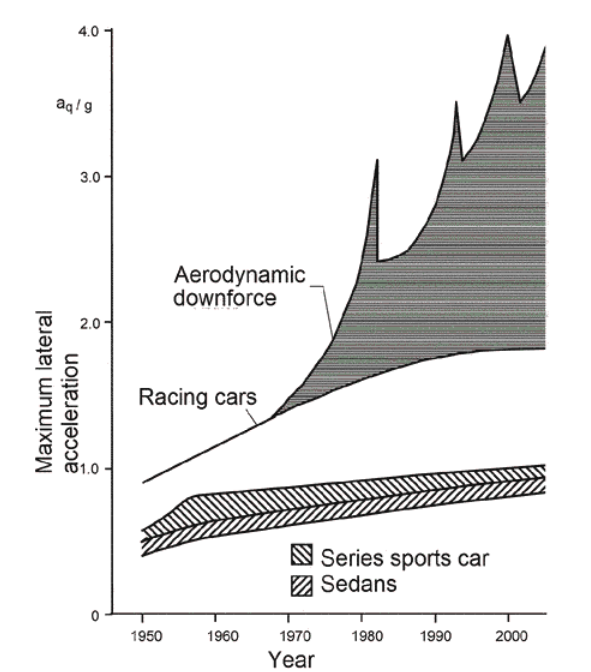 4.0
aq / g
3.0
Aerodynamic
downforce
2.0
Racing cars
Maximum lateral
acceleration
1.0
Series sports car
Sedans
0
1950 1960 1970 1980 1990 2000
Year